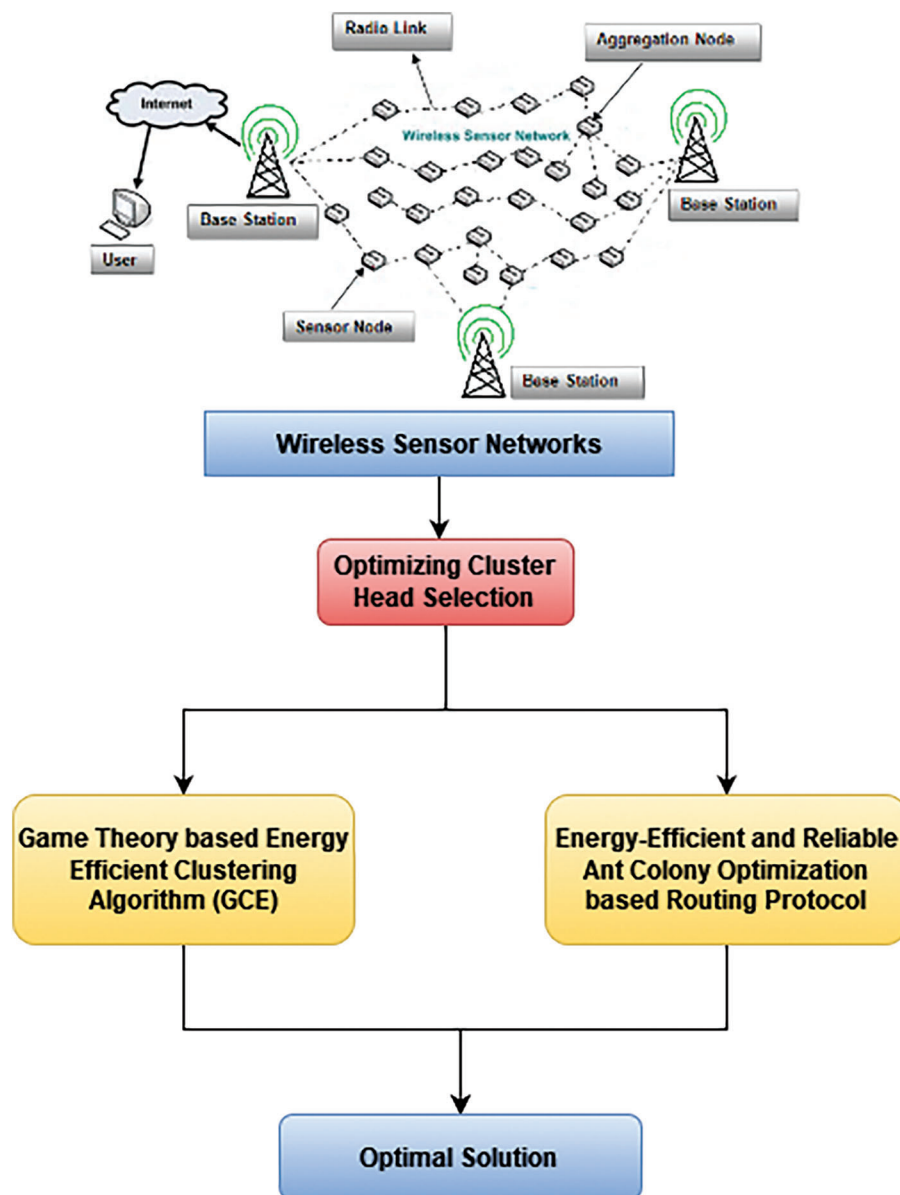 Radio Link
Aggregation Node
Internet
Wireless Sensor Network
Base Station
Base Station
User
Sensor Node
Base Station
Wireless Sensor Networks
Optimizing Cluster
Head Selection
Game Theory based Energy
Efficient Clustering
Algorithm (GCE)
Energy-Efficient and Reliable
Ant Colony Optimization
based Routing Protocol
Optimal Solution